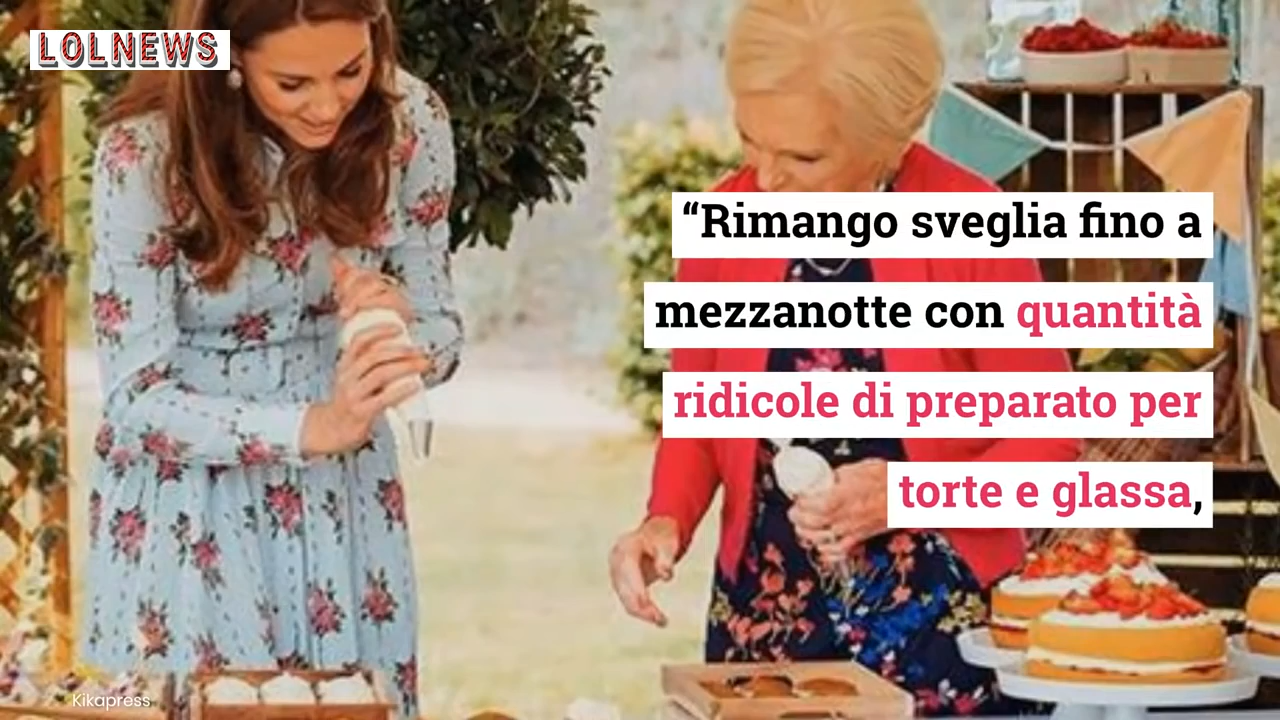 LOLNEWS
“Rimango sveglia fino a
mezzanotte con quantità
ridicole di preparato per
torte e glassa,
Kikapress